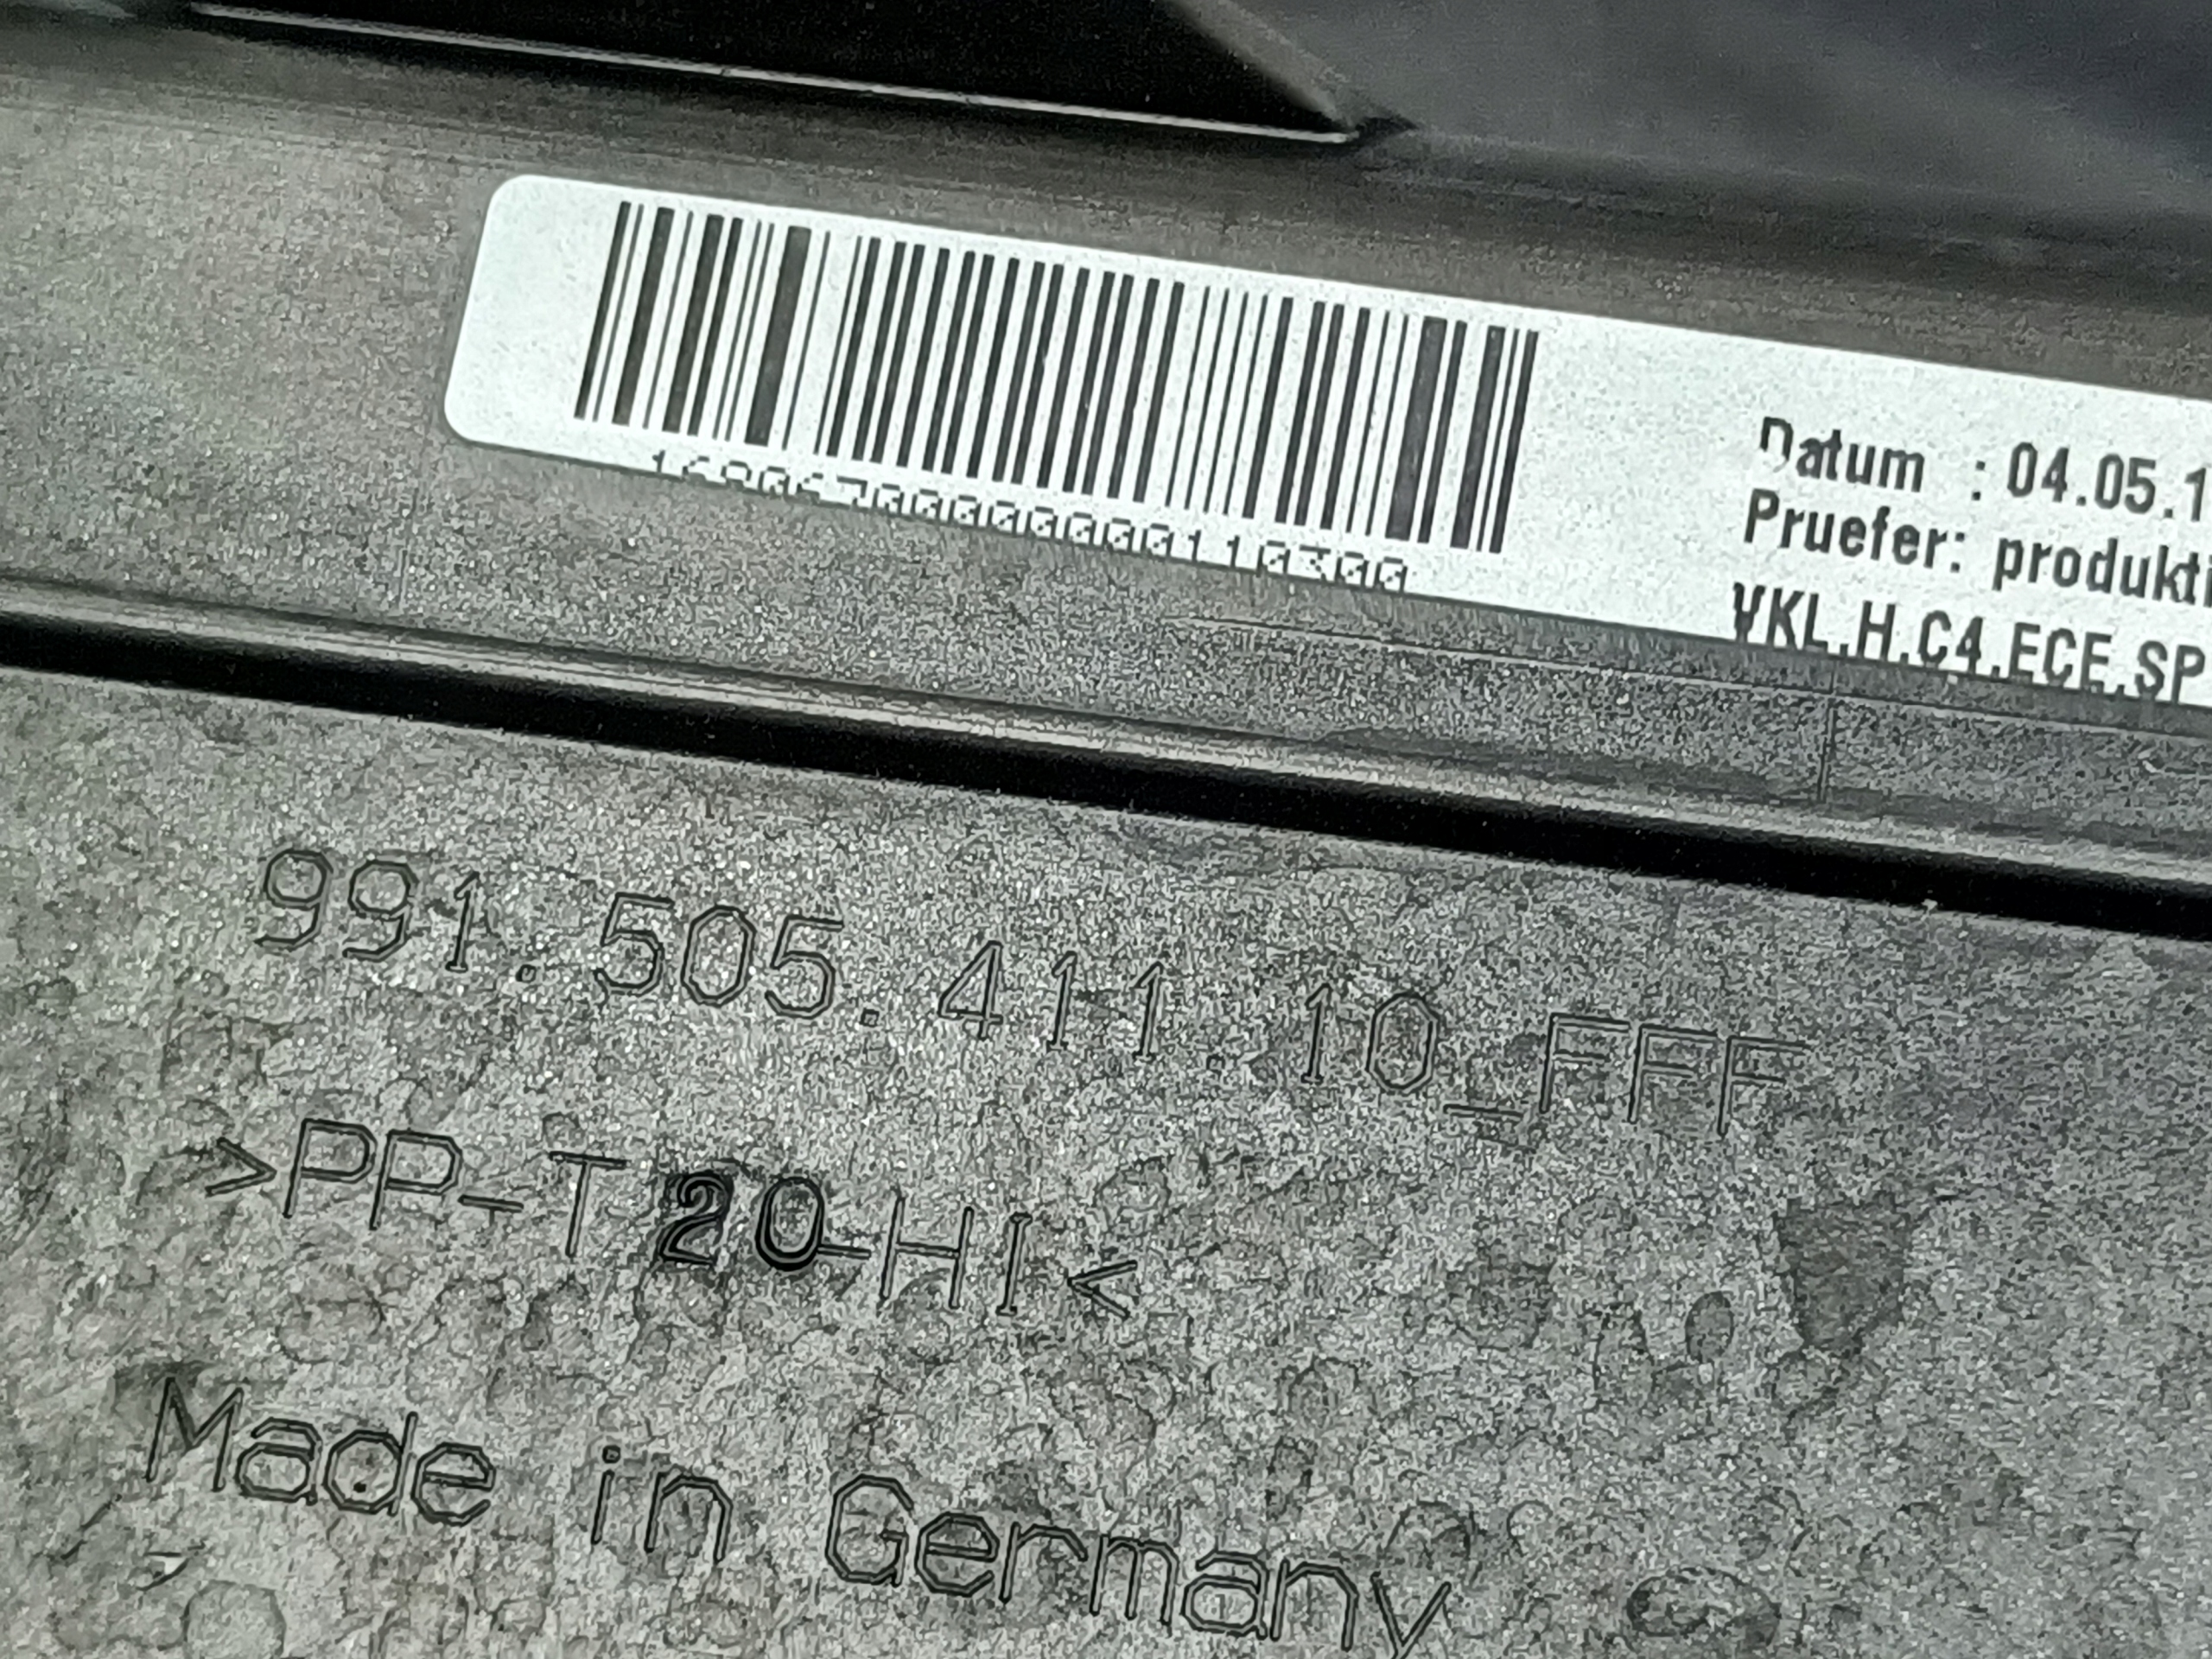 Datum : 04.05.1
Pruefer: produkti
VKL.H.C4.ECE.SP
991.505.411.10_FFF
>PP-T20-HI<
Made in Germany